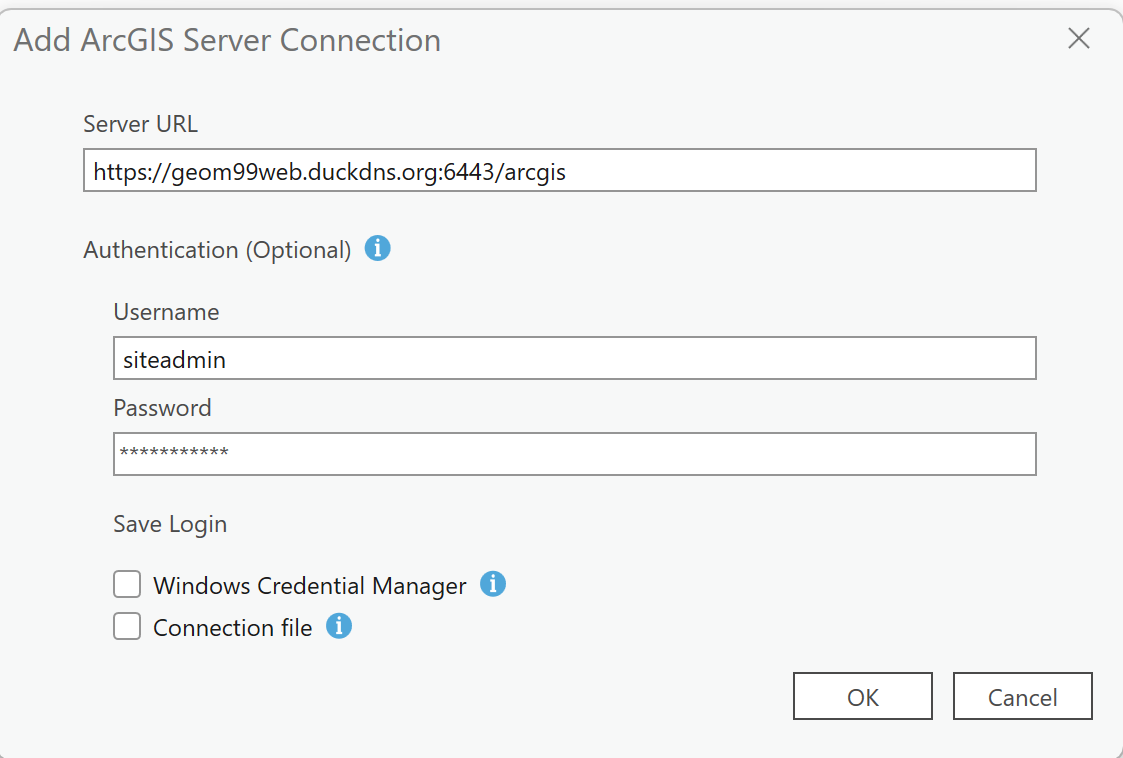 Add ArcGIS Server Connection
Server URL
https://geom99web.duckdns.org:6443/arcgis
Authentication (Optional)
Username
siteadmin
Password
***********
Save Login
Windows Credential Manager
Connection file
OK
Cancel